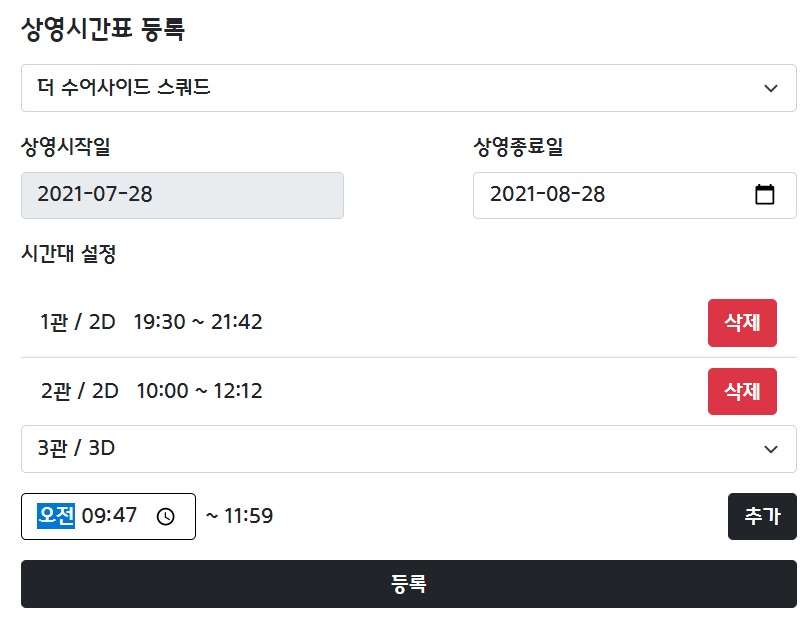 상영시간표 등록
더 수어사이드 스쿼드
상영시작일 상영종료일
2021-07-28 2021-08-28
시간대 설정
1관 / 2D 19:30 ~ 21:42 삭제
2관 / 2D 10:00 ~ 12:12 삭제
3관 / 3D
오전 09:47 ~ 11:59 추가
등록